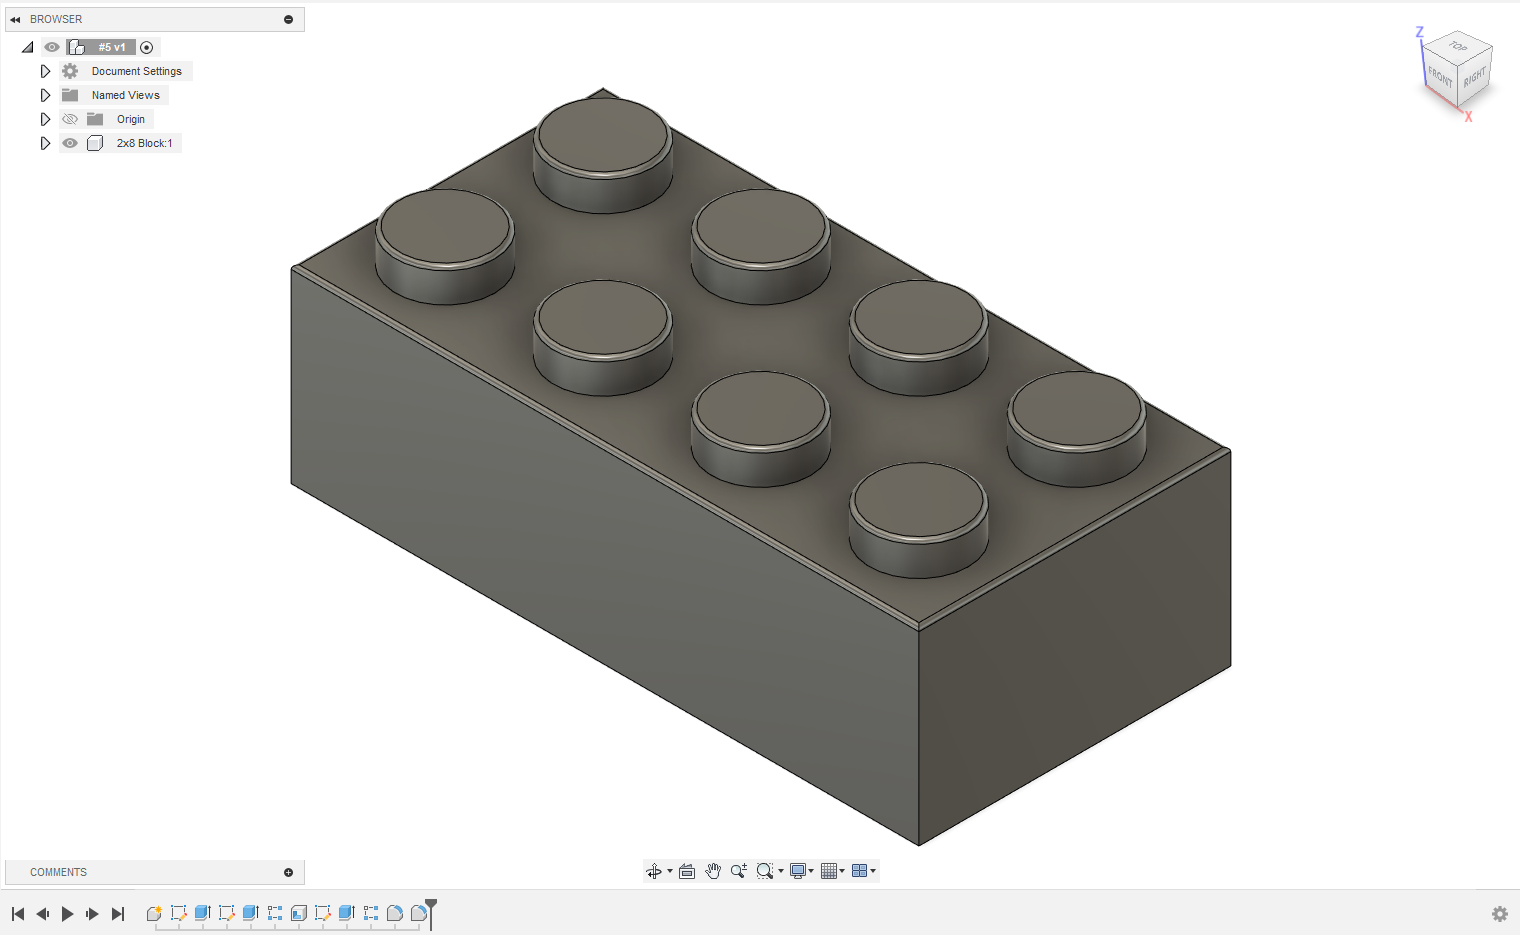 BROWSER
#5 v1
Document Settings
Named Views
Origin
2x8 Block:1
Z
TOP
FRONT
RIGHT
X
COMMENTS